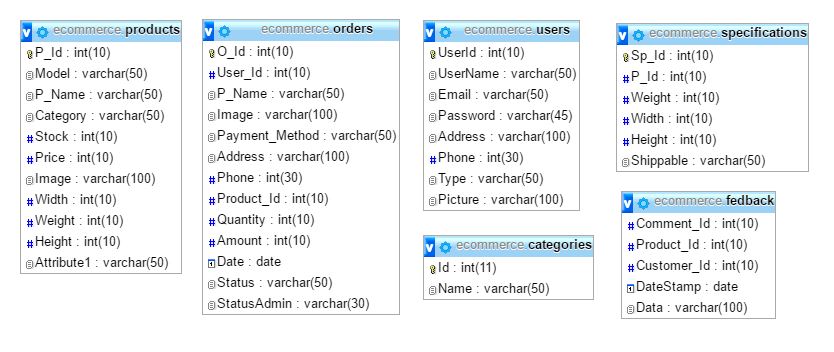 ecommerce.products
P_Id : int(10)
Model : varchar(50)
P_Name : varchar(50)
Category : varchar(50)
Stock : int(10)
Price : int(10)
Image : varchar(100)
Width : int(10)
Weight : int(10)
Height : int(10)
Attribute1 : varchar(50)
ecommerce.orders
O_Id : int(10)
User_Id : int(10)
P_Name : varchar(50)
Image : varchar(100)
Payment_Method : varchar(50)
Address : varchar(100)
Phone : int(30)
Product_Id : int(10)
Quantity : int(10)
Amount : int(10)
Date : date
Status : varchar(50)
StatusAdmin : varchar(30)
ecommerce.users
UserId : int(10)
UserName : varchar(50)
Email : varchar(50)
Password : varchar(45)
Address : varchar(100)
Phone : int(30)
Type : varchar(50)
Picture : varchar(100)
ecommerce.categories
Id : int(11)
Name : varchar(50)
ecommerce.specifications
Sp_Id : int(10)
P_Id : int(10)
Weight : int(10)
Width : int(10)
Height : int(10)
Shippable : varchar(50)
ecommerce.fedback
Comment_Id : int(10)
Product_Id : int(10)
Customer_Id : int(10)
DateStamp : date
Data : varchar(100)